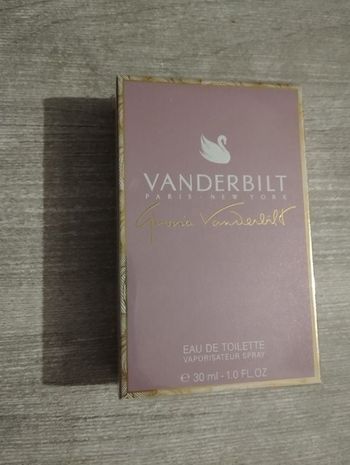 VANDERBILT
PARIS - NEW YORK
Gloria Vanderbilt
EAU DE TOILETTE
VAPORISATEUR SPRAY
℮ 30 ml - 1.0 FL.OZ